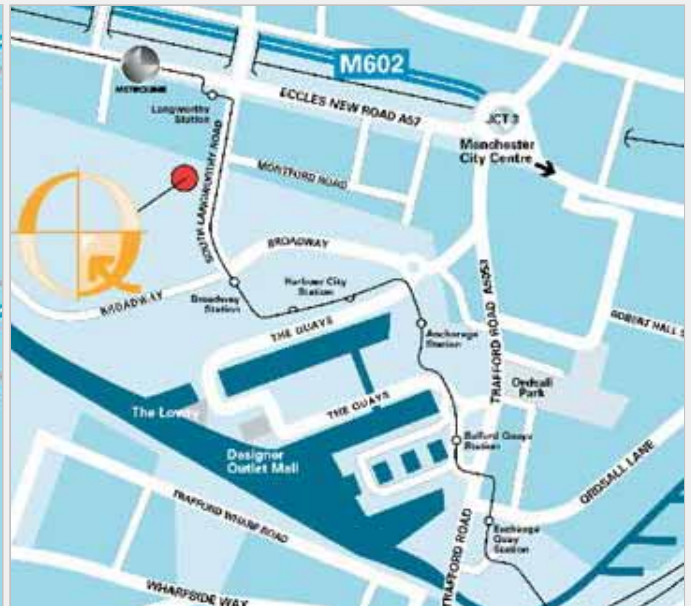 M602
METROLINK
Langworthy
Station
ECCLES NEW ROAD A57
JCT 3
Manchester
City Centre
SOUTH LANGWORTHY ROAD
MONTFORD ROAD
Q
BROADWAY
BROADWAY
Broadway
Station
Harbour City
Station
THE QUAYS
Anchorage
Station
TRAFFORD ROAD A5063
ROBERT HALL S
Ordsall
Park
The Lowry
THE QUAYS
Designer
Outlet Mall
Salford Quays
Station
ORDSALL LANE
TRAFFORD WHARF ROAD
Exchange
Quay
Station
TRAFFORD ROAD
WHARFSIDE WAY